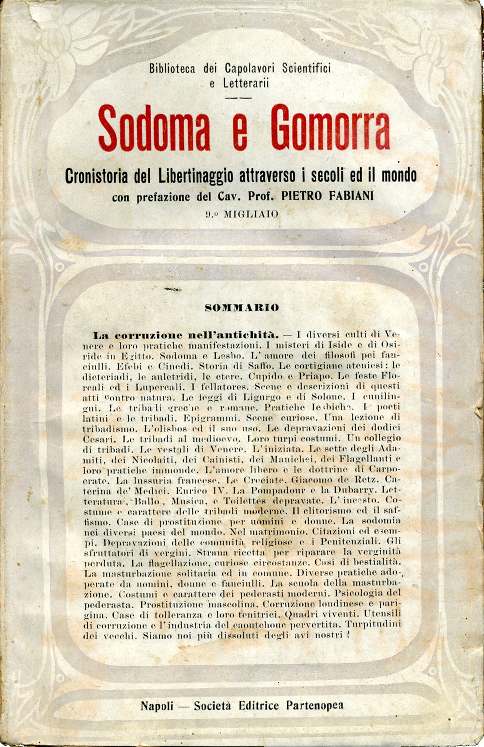 Biblioteca dei Capolavori Scientifici
e Letterarii
Sodoma e Gomorra
Cronistoria del Libertinaggio attraverso i secoli ed il mondo
con prefazione del Cav. Prof. PIETRO FABIANI
9.º MIGLIAIO
SOMMARIO
La corruzione nell'antichità. — I diversi culti di Ve-
nere e loro pratiche manifestazioni. I misteri di Iside e di Osi-
ride in Egitto. Sodoma e Lesbo. L'amore dei filosofi pei fan-
ciulli. Efebi e Cinedi. Storia di Saffo. Le cortigiane ateniesi: le
dicteriadi, le auletridi, le etere. Cupido e Priapo. Le feste Flo-
reali ed i Lupercali. I fellatores. Scene e descrizioni di questi
atti contro natura. Le leggi di Ligurgo e di Solone. I cunilin-
gui. Le tribadi greche e romane. Pratiche lesbiche. I poeti
latini e le tribadi. Epigrammi. Scene curiose. Una lezione di
tribadismo. L'olisbos ed il suo uso. Le depravazioni dei dodici
Cesari. Le tribadi al medioevo. Loro turpi costumi. Un collegio
di tribadi. Le vestali di Venere. L'iniziata. Le sette degli Ada-
miti, dei Nicolaiti, dei Cainisti, dei Manichei, dei Flagellanti e
loro pratiche immonde. L'amore libero e le dottrine di Carpo-
crate. La lussuria francese. Le Crociate. Giacomo de Retz. Ca-
terina de' Medici. Enrico IV. La Pompadour e la Dubarry. Let-
teratura, Ballo, Musica, e Toilettes depravate. L'incesto. Co-
stume e carattere delle tribadi moderne. Il clitorismo ed il saf-
fismo. Case di prostituzione per uomini e donne. La sodomia
nei diversi paesi del mondo. Nel matrimonio. Citazioni ed esem-
pi. Depravazioni delle comunità religiose e i Penitenziali. Gli
sfruttatori di vergini. Strana ricetta per riparare la verginità
perduta. La flagellazione, curiose circostanze. Casi di bestialità.
La masturbazione solitaria ed in comune. Diverse pratiche ado-
perate da uomini, donne e fanciulli. La scuola della masturba-
zione. Costumi e carattere dei pederasti moderni. Psicologia del
pederasta. Prostituzione mascolina. Corruzione londinese e pari-
gina. Case di tolleranza e loro fenitrici. Quadri viventi. Utensili
di corruzione e l'industria del caoutchouc pervertita. Turpitudini
dei vecchi. Siamo noi più dissoluti degli avi nostri?
Napoli — Società Editrice Partenopea